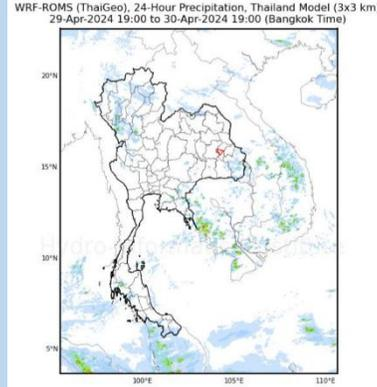 WRF-ROMS (ThaiGeo), 24-Hour Precipitation, Thailand Model (3x3 km
29-Apr-2024 19:00 to 30-Apr-2024 19:00 (Bangkok Time)
20°N
15°N
10°N
5°N
100°E
105°E
110°E